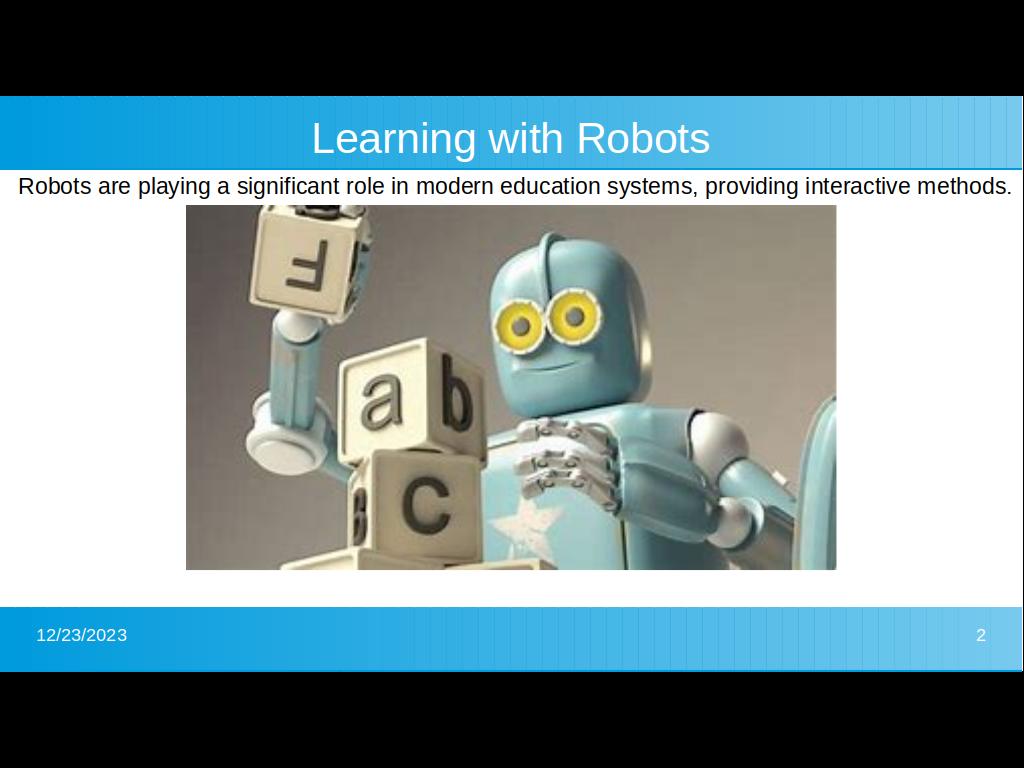 Learning with Robots
Robots are playing a significant role in modern education systems, providing interactive methods.
F
a b
C
12/23/2023
2